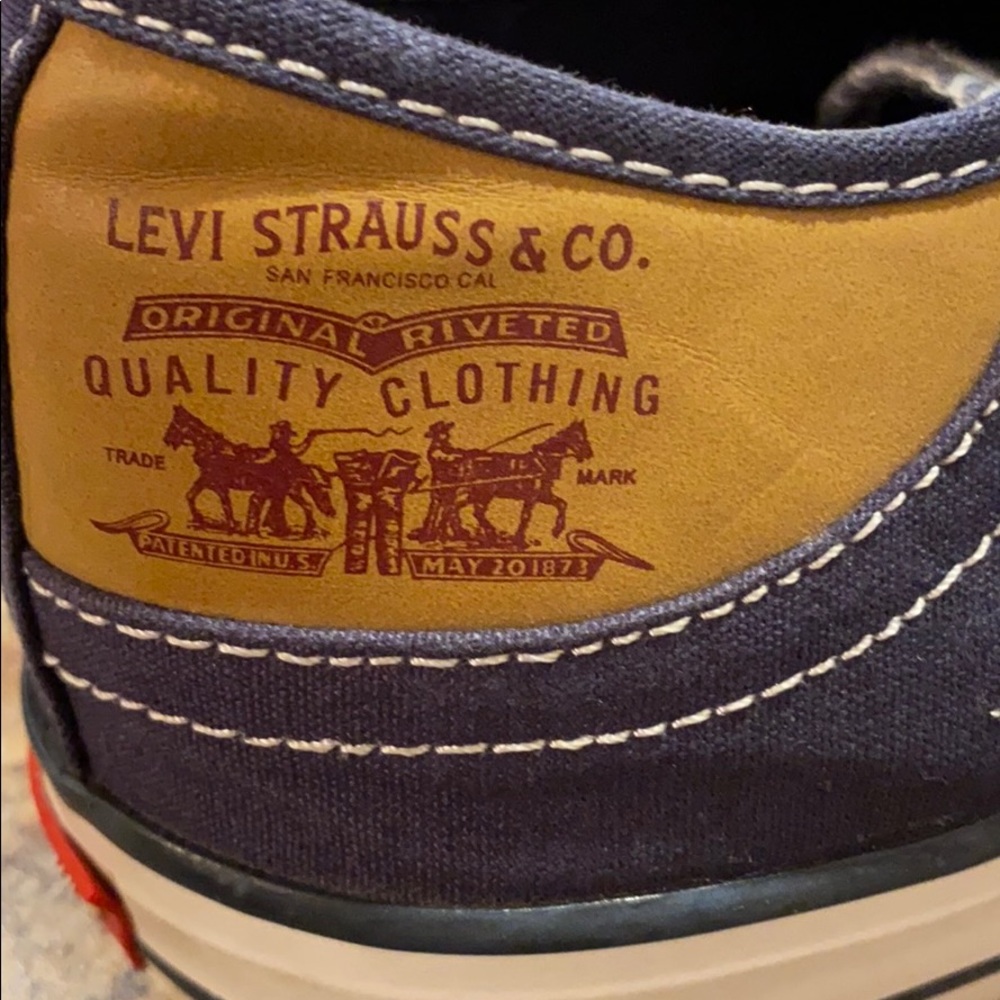 LEVI STRAUSS & CO.
SAN FRANCISCO CAL
ORIGINAL RIVETED
QUALITY CLOTHING
TRADE MARK
PATENTED IN U.S. MAY 20 1873